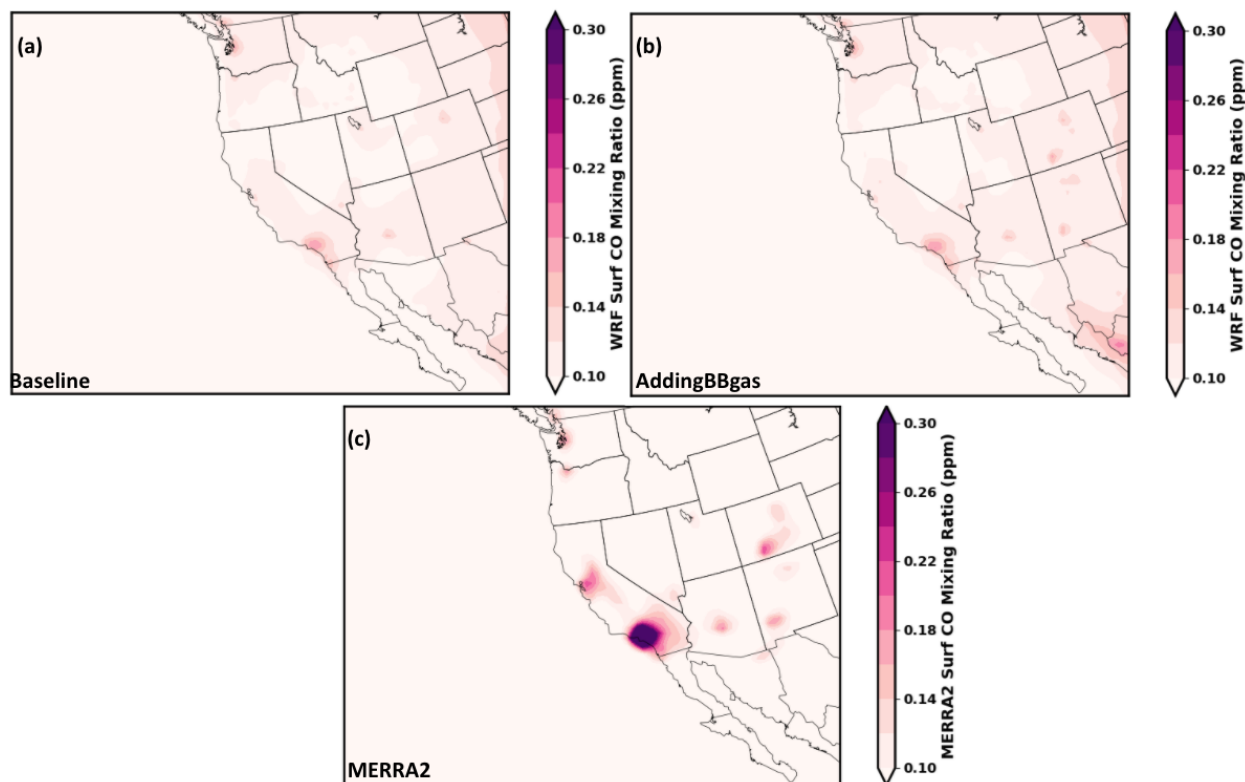 (a)
Baseline
0.30
0.26
0.22
0.18
0.14
0.10
WRF Surf CO Mixing Ratio (ppm)
(b)
AddingBBgas
0.30
0.26
0.22
0.18
0.14
0.10
WRF Surf CO Mixing Ratio (ppm)
(c)
MERRA2
0.30
0.26
0.22
0.18
0.14
0.10
MERRA2 Surf CO Mixing Ratio (ppm)